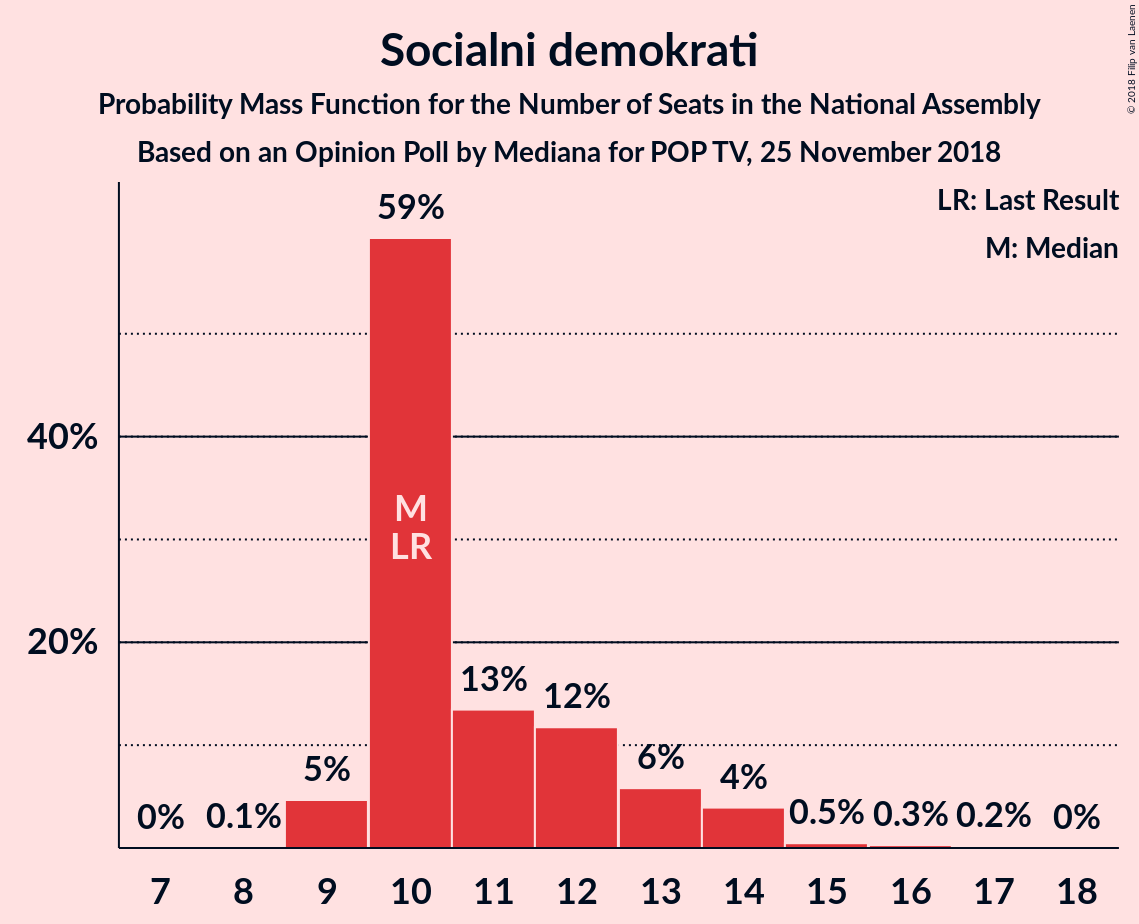 Socialni demokrati
Probability Mass Function for the Number of Seats in the National Assembly
Based on an Opinion Poll by Mediana for POP TV, 25 November 2018
© 2018 Filip van Laenen
LR: Last Result
M: Median
59%
40%
M
LR
20%
13%
12%
6%
5%
4%
0%
0.1%
0.5%
0.3%
0.2%
0%
7 8 9 10 11 12 13 14 15 16 17 18